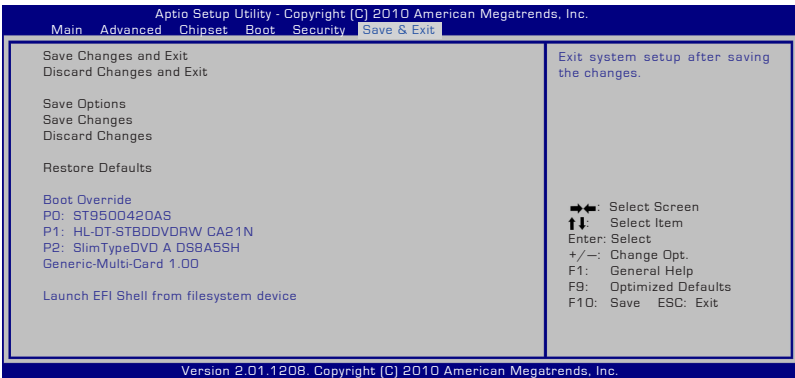 Aptio Setup Utility - Copyright (C) 2010 American Megatrends, Inc.
Main Advanced Chipset Boot Security Save & Exit
Save Changes and Exit
Discard Changes and Exit
Save Options
Save Changes
Discard Changes
Restore Defaults
Boot Override
P0: ST9500420AS
P1: HL-DT-STBDDVDRW CA21N
P2: SlimTypeDVD A DS8A5SH
Generic-Multi-Card 1.00
Launch EFI Shell from filesystem device
Exit system setup after saving
the changes.
→←: Select Screen
↑↓: Select Item
Enter: Select
+/—: Change Opt.
F1: General Help
F9: Optimized Defaults
F10: Save ESC: Exit
Version 2.01.1208. Copyright (C) 2010 American Megatrends, Inc.